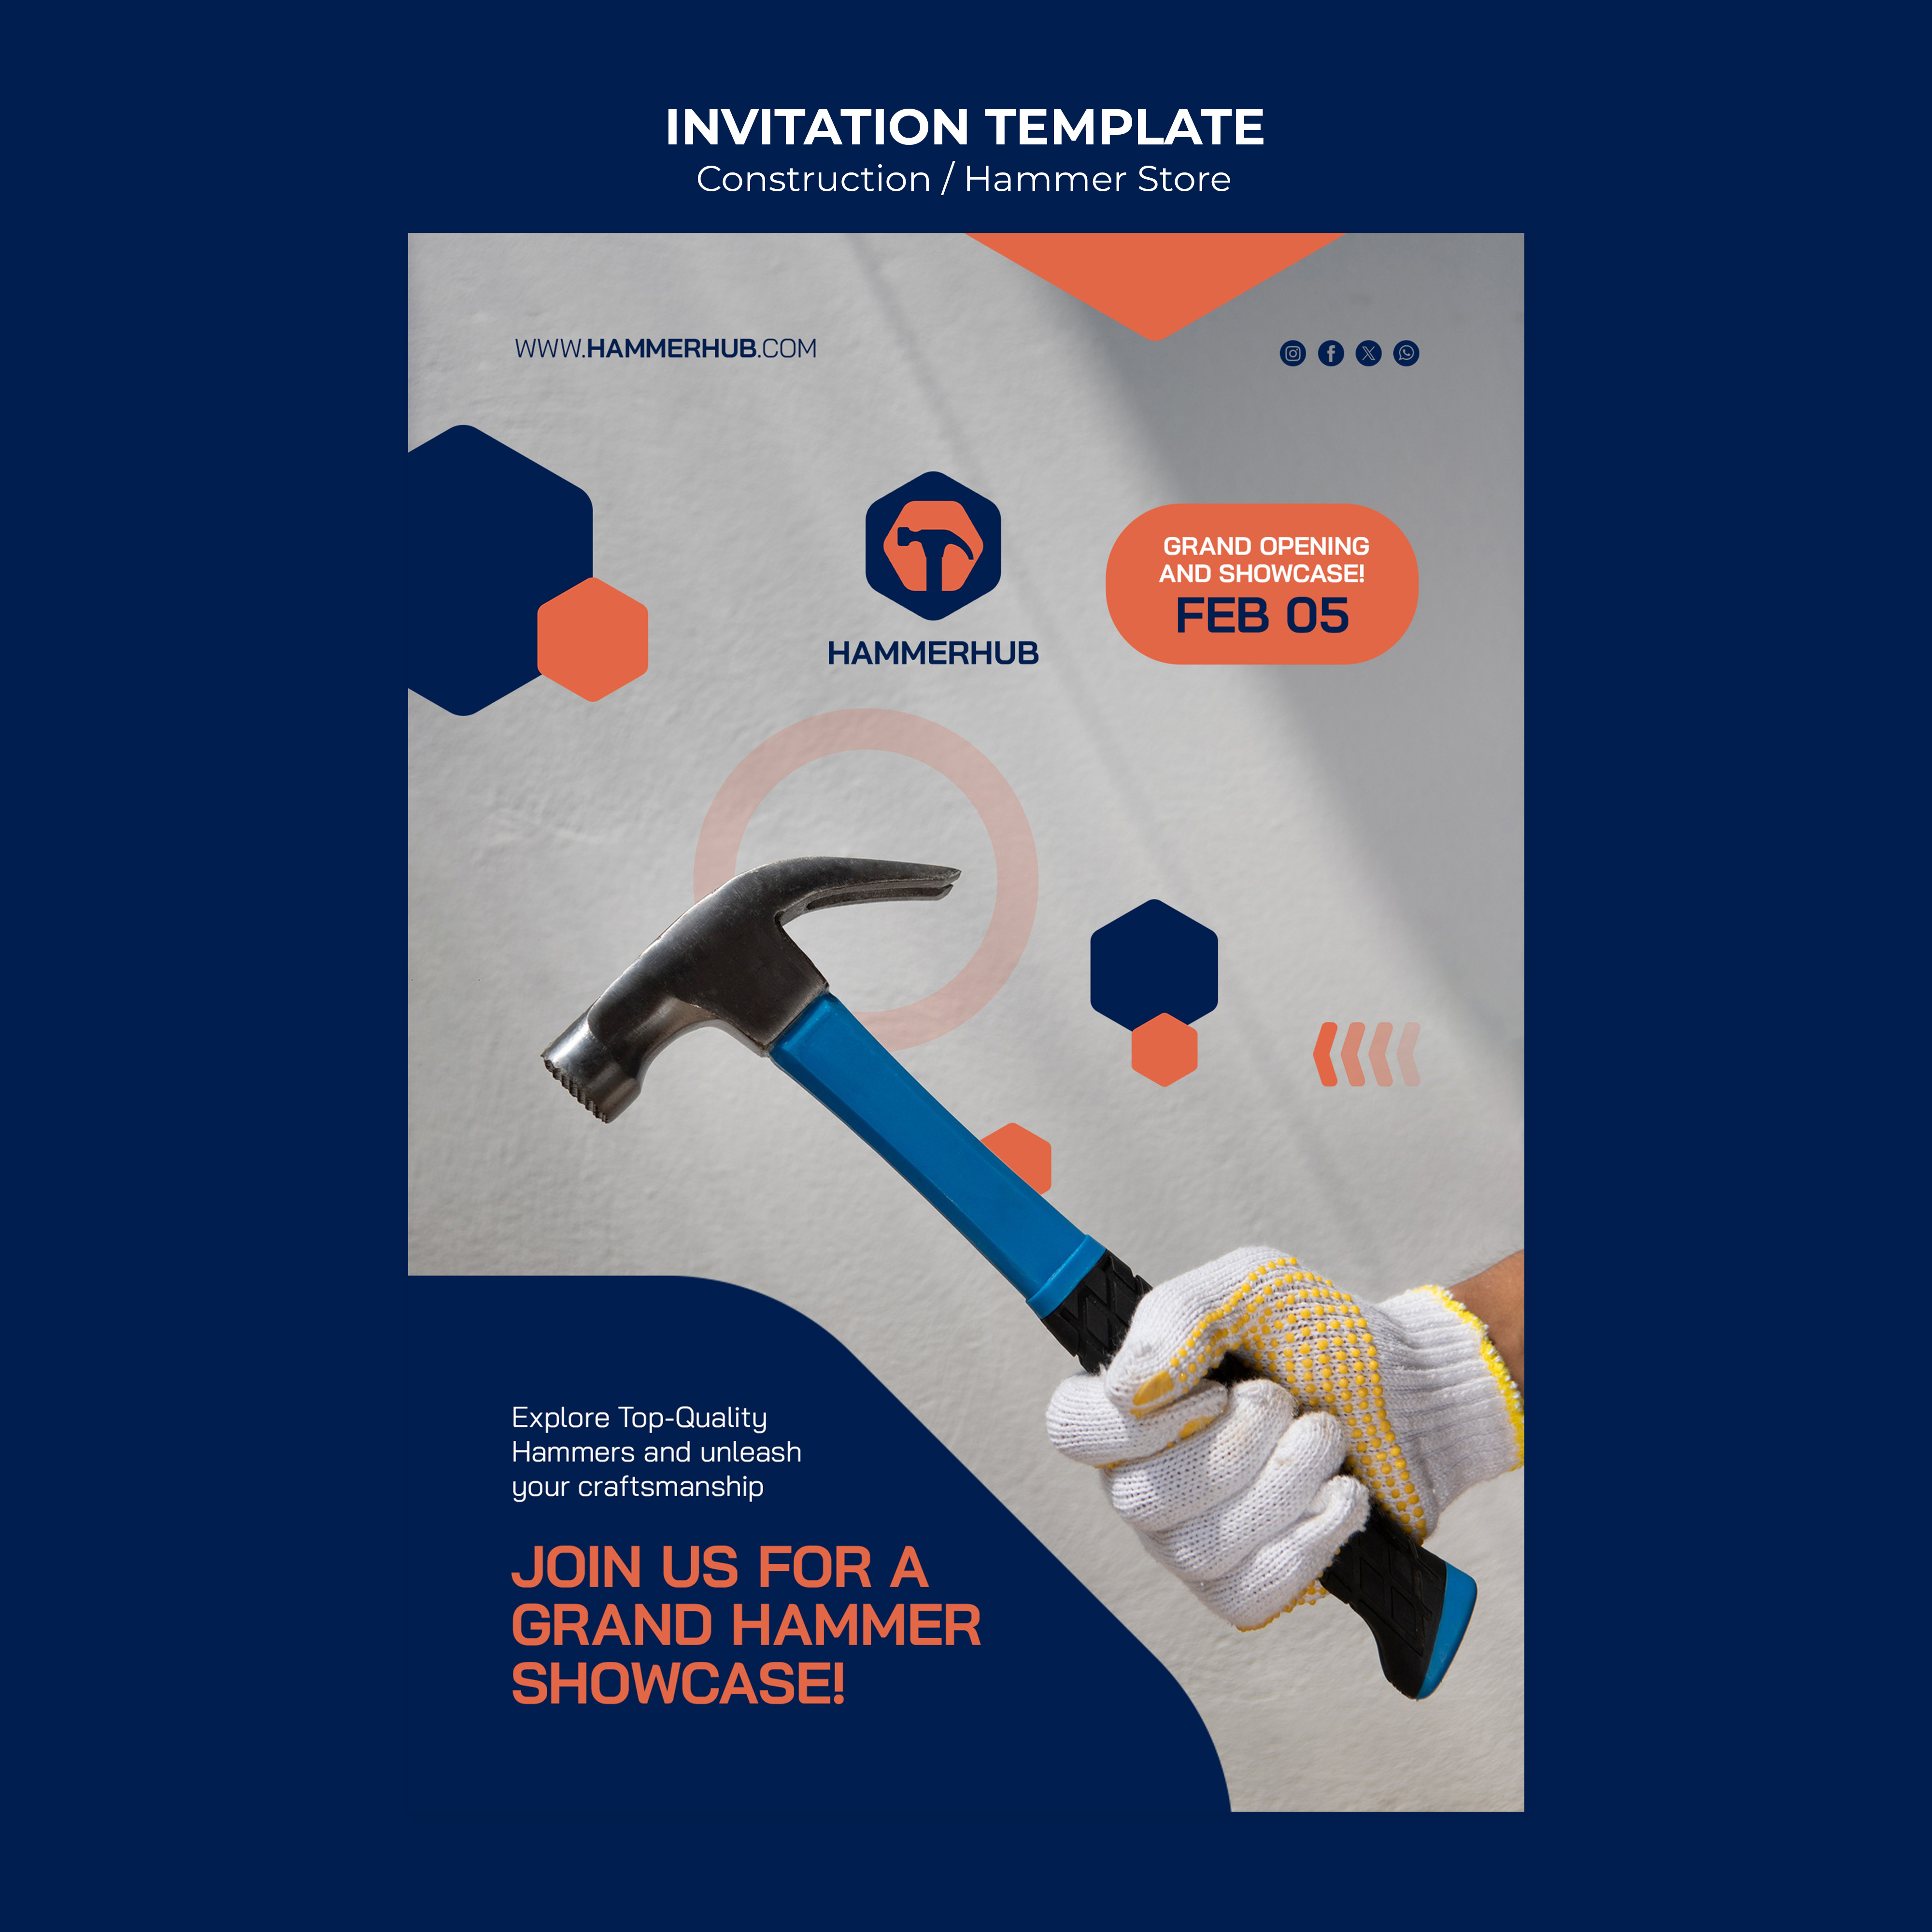 INVITATION TEMPLATE
Construction / Hammer Store
WWW.HAMMERHUB.COM
HAMMERHUB
GRAND OPENING
AND SHOWCASE!
FEB 05
Explore Top-Quality
Hammers and unleash
your craftsmanship
JOIN US FOR A
GRAND HAMMER
SHOWCASE!